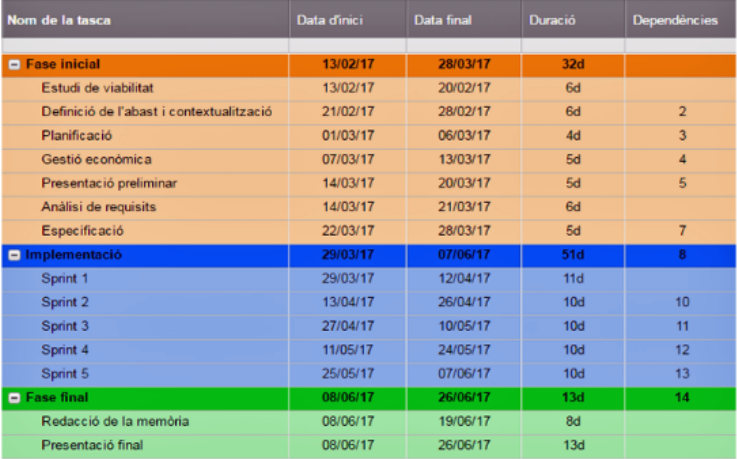 Nom de la tasca Data d'inici Data final Duració Dependències
Fase inicial 13/02/17 28/03/17 32d
Estudi de viabilitat 13/02/17 20/02/17 6d
Definició de l'abast i contextualització 21/02/17 28/02/17 6d 2
Planificació 01/03/17 06/03/17 4d 3
Gestió econòmica 07/03/17 13/03/17 5d 4
Presentació preliminar 14/03/17 20/03/17 5d 5
Anàlisi de requisits 14/03/17 21/03/17 6d
Especificació 22/03/17 28/03/17 5d 7
Implementació 29/03/17 07/06/17 51d 8
Sprint 1 29/03/17 12/04/17 11d
Sprint 2 13/04/17 26/04/17 10d 10
Sprint 3 27/04/17 10/05/17 10d 11
Sprint 4 11/05/17 24/05/17 10d 12
Sprint 5 25/05/17 07/06/17 10d 13
Fase final 08/06/17 26/06/17 13d 14
Redacció de la memòria 08/06/17 19/06/17 8d
Presentació final 08/06/17 26/06/17 13d